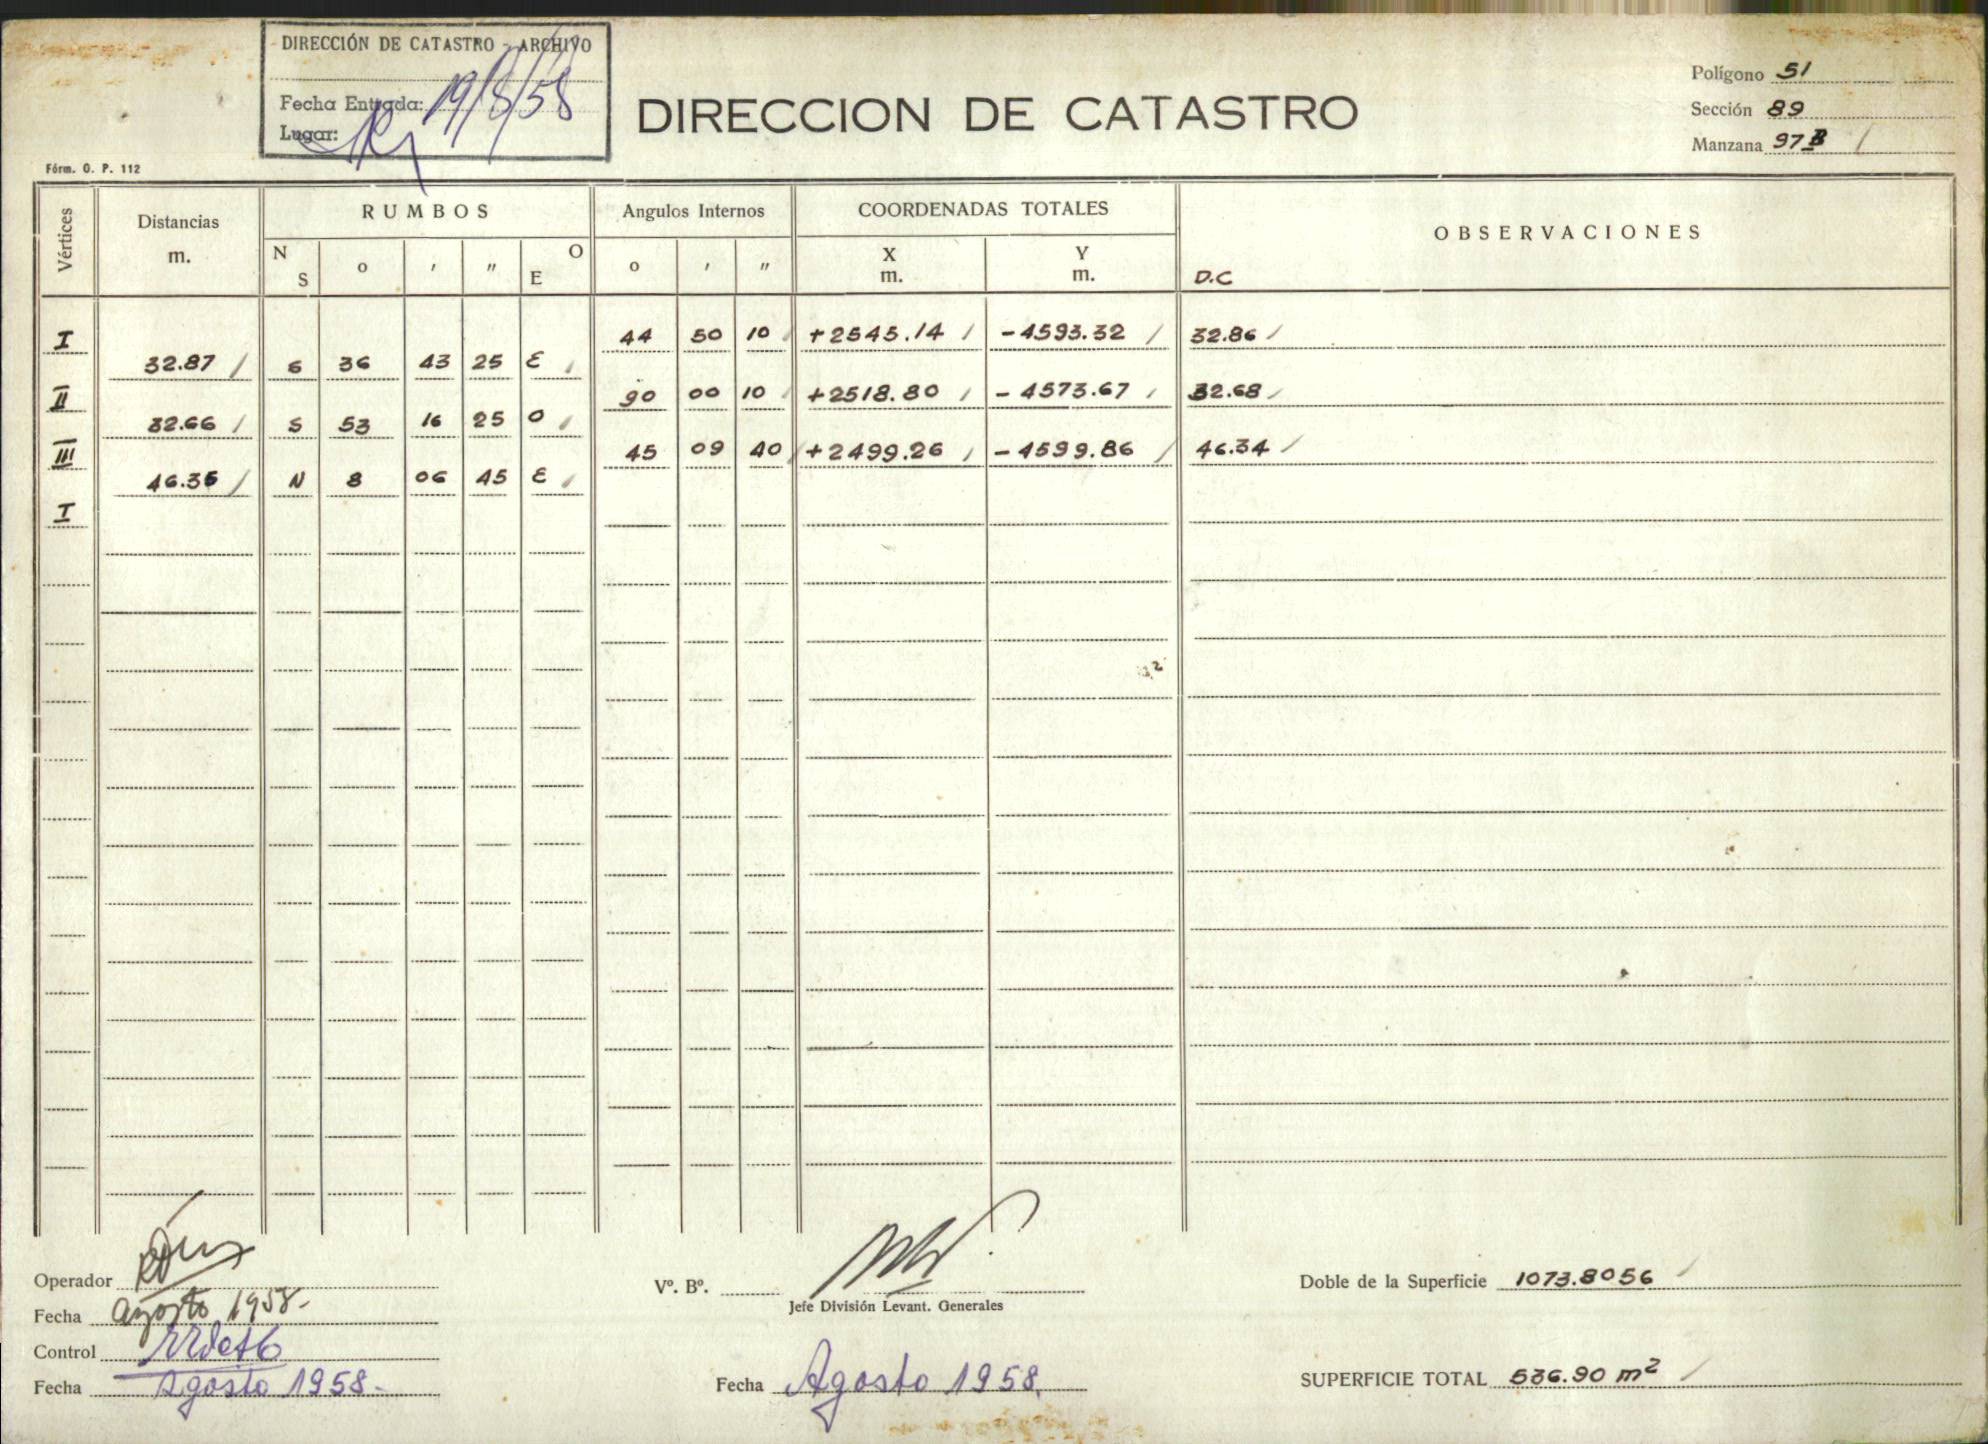 DIRECCIÓN DE CATASTRO - ARCHIVO
Fecha Entrada: 19/8/58
Lugar:
DIRECCION DE CATASTRO
Polígono 51
Sección 89
Manzana 97 B
Fórm. G. P. 112
Vértices
Distancias
m.
RUMBOS
N S
o
'
"
O E
Angulos Internos
o
'
"
COORDENADAS TOTALES
X
m.
Y
m.
OBSERVACIONES
D.C
I 44 50 10 +2543.14 -4593.32 32.86
32.87 S 36 43 25 E
II 90 00 10 +2518.80 -4573.67 32.68
32.66 S 53 16 25 O
III 45 09 40 +2499.26 -4599.86 46.34
46.35 N 8 06 45 E
I
Operador
Fecha agosto 1958.-
Control
Fecha Agosto 1958.-
Vº. Bº.
Jefe División Levant. Generales
Fecha Agosto 1958.
Doble de la Superficie 1073.8056
SUPERFICIE TOTAL 536.90 m²